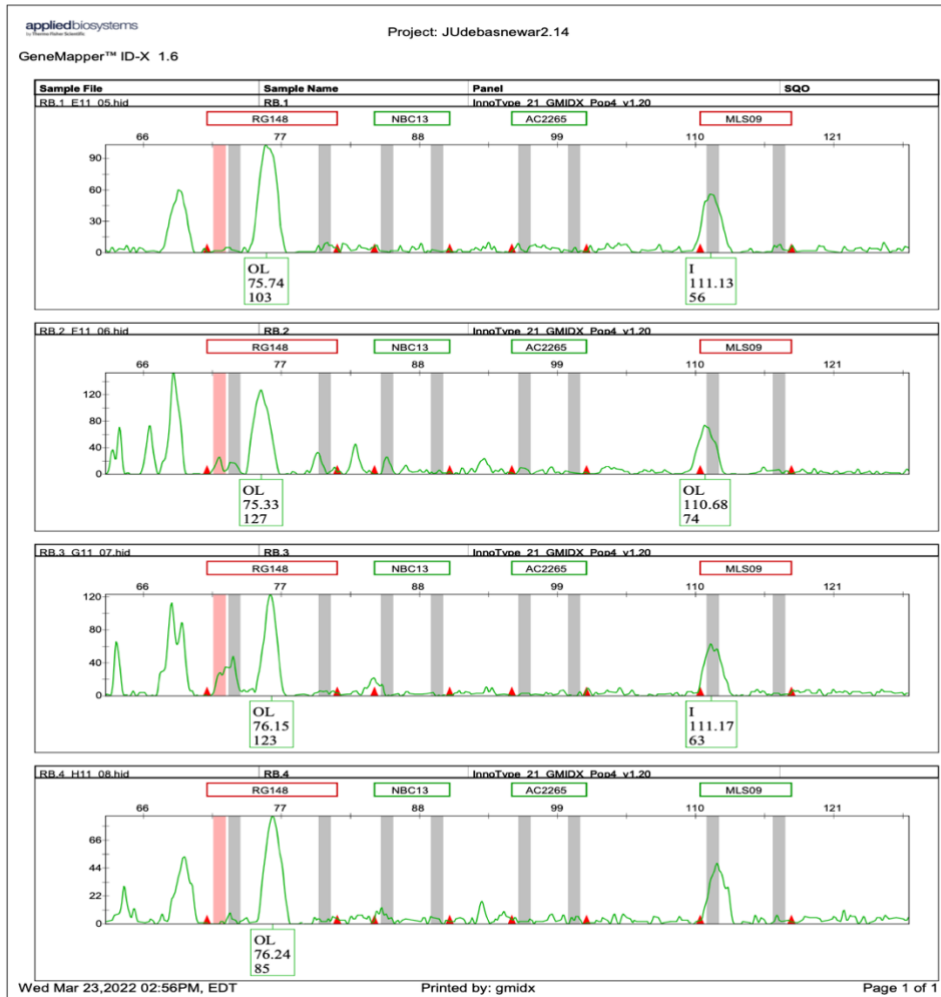 appliedbiosystems
by Thermo Fisher Scientific
Project: JUdebasnewar2.14
GeneMapper™ ID-X 1.6
Sample File Sample Name Panel SQO
RB.1_E11_05.hid RB.1 InnoType_21_GMIDX_Pop4_v1.20
RG148 NBC13 AC2265 MLS09
66 77 88 99 110 121
90
60
30
0
OL I
75.74 111.13
103 56
RB.2_F11_06.hid RB.2 InnoType_21_GMIDX_Pop4_v1.20
RG148 NBC13 AC2265 MLS09
66 77 88 99 110 121
120
80
40
0
OL OL
75.33 110.68
127 74
RB.3_G11_07.hid RB.3 InnoType_21_GMIDX_Pop4_v1.20
RG148 NBC13 AC2265 MLS09
66 77 88 99 110 121
120
80
40
0
OL I
76.15 111.17
123 63
RB.4_H11_08.hid RB.4 InnoType_21_GMIDX_Pop4_v1.20
RG148 NBC13 AC2265 MLS09
66 77 88 99 110 121
66
44
22
0
OL
76.24
85
Wed Mar 23,2022 02:56PM, EDT Printed by: gmidx Page 1 of 1